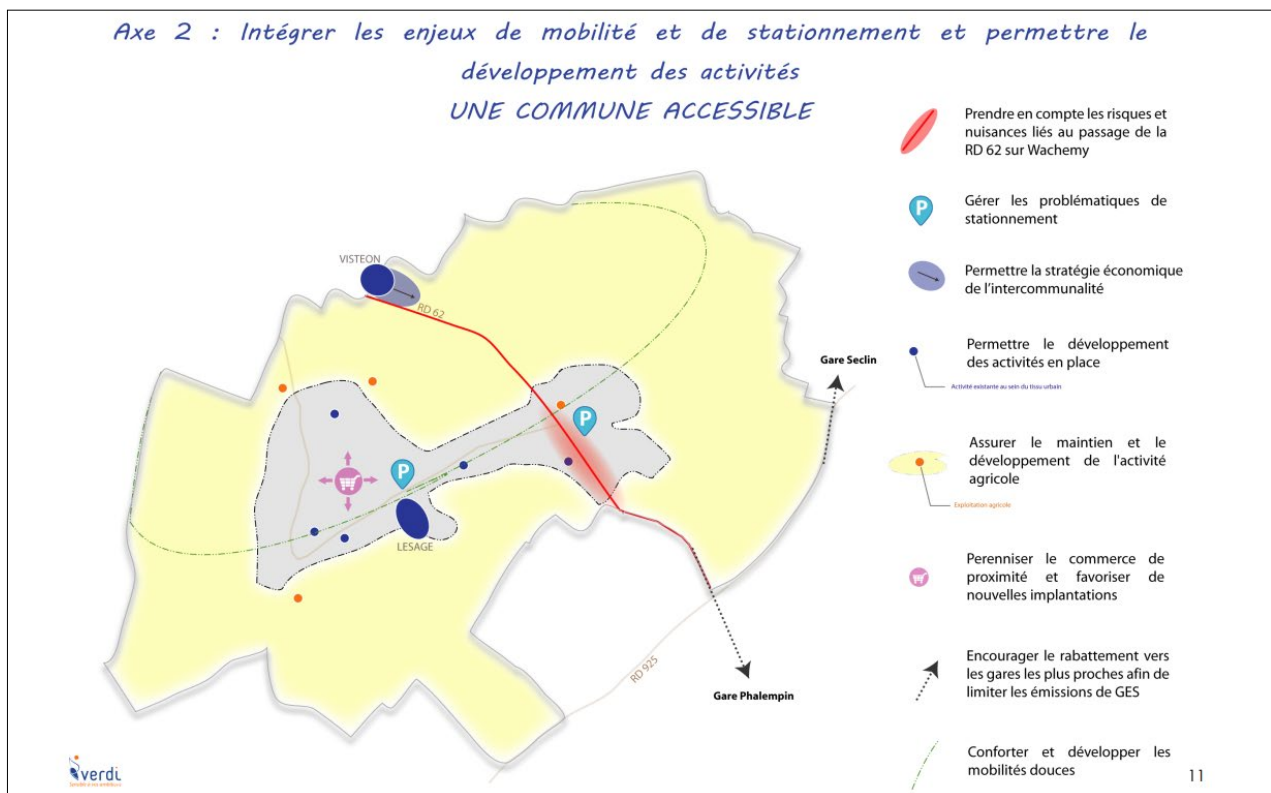 Axe 2 : Intégrer les enjeux de mobilité et de stationnement et permettre le
développement des activités
UNE COMMUNE ACCESSIBLE
Prendre en compte les risques et
nuisances liés au passage de la
RD 62 sur Wachemy
P
Gérer les problématiques de
stationnement
Permettre la stratégie économique
de l'intercommunalité
Permettre le développement
des activités en place
Activité existante au sein du tissu urbain
Assurer le maintien et le
développement de l'activité
agricole
Exploitation agricole
Perenniser le commerce de
proximité et favoriser de
nouvelles implantations
Encourager le rabattement vers
les gares les plus proches afin de
limiter les émissions de GES
Conforter et développer les
mobilités douces
VISTEON
RD 62
Gare Seclin
P
P
LESAGE
RD 925
Gare Phalempin
verdi
11